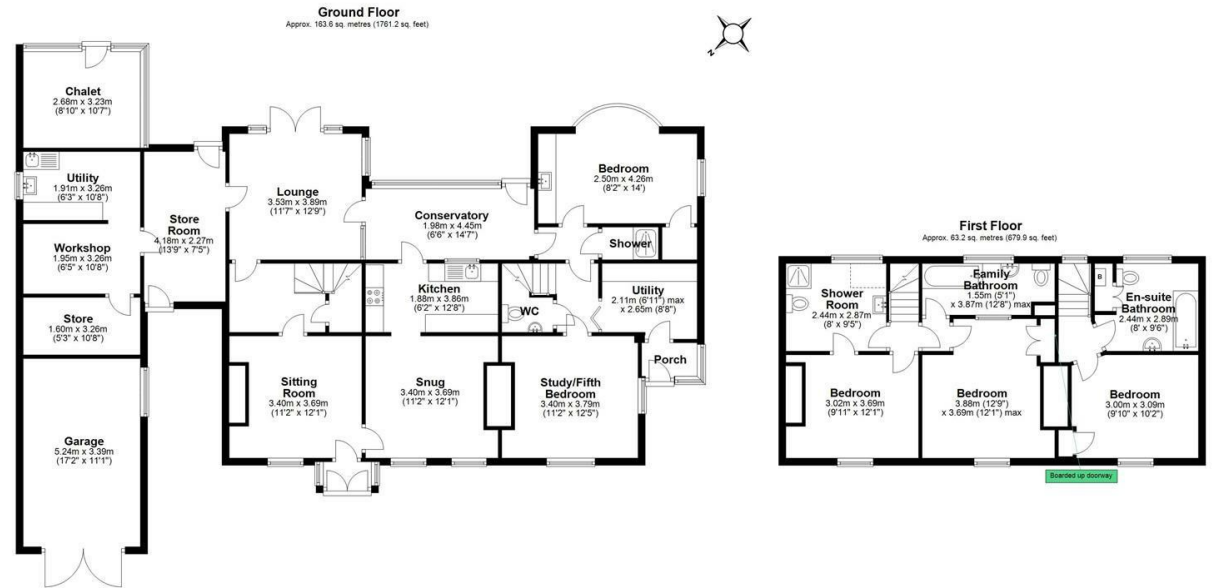 Ground Floor
Approx. 163.6 sq. metres (1761.2 sq. feet)
N
Chalet
2.68m x 3.23m
(8'10" x 10'7")
Utility
1.91m x 3.26m
(6'3" x 10'8")
Workshop
1.95m x 3.26m
(6'5" x 10'8")
Store
1.60m x 3.26m
(5'3" x 10'8")
Garage
5.24m x 3.39m
(17'2" x 11'1")
Store
Room
4.18m x 2.27m
(13'9" x 7'5")
Lounge
3.53m x 3.89m
(11'7" x 12'9")
Conservatory
1.98m x 4.45m
(6'6" x 14'7")
Bedroom
2.50m x 4.26m
(8'2" x 14')
Shower
Kitchen
1.88m x 3.86m
(6'2" x 12'8")
WC
Utility
2.11m (6'11") max
x 2.65m (8'8")
Porch
Sitting
Room
3.40m x 3.69m
(11'2" x 12'1")
Snug
3.40m x 3.69m
(11'2" x 12'1")
Study/Fifth
Bedroom
3.40m x 3.79m
(11'2" x 12'5")
First Floor
Approx. 63.2 sq. metres (679.9 sq. feet)
Shower
Room
2.44m x 2.87m
(8' x 9'5")
Family
Bathroom
1.55m (5'1")
x 3.87m (12'8") max
B
En-suite
Bathroom
2.44m x 2.89m
(8' x 9'6")
Bedroom
3.02m x 3.69m
(9'11" x 12'1")
Bedroom
3.88m (12'9")
x 3.69m (12'1") max
Bedroom
3.00m x 3.09m
(9'10" x 10'2")
Boarded up doorway